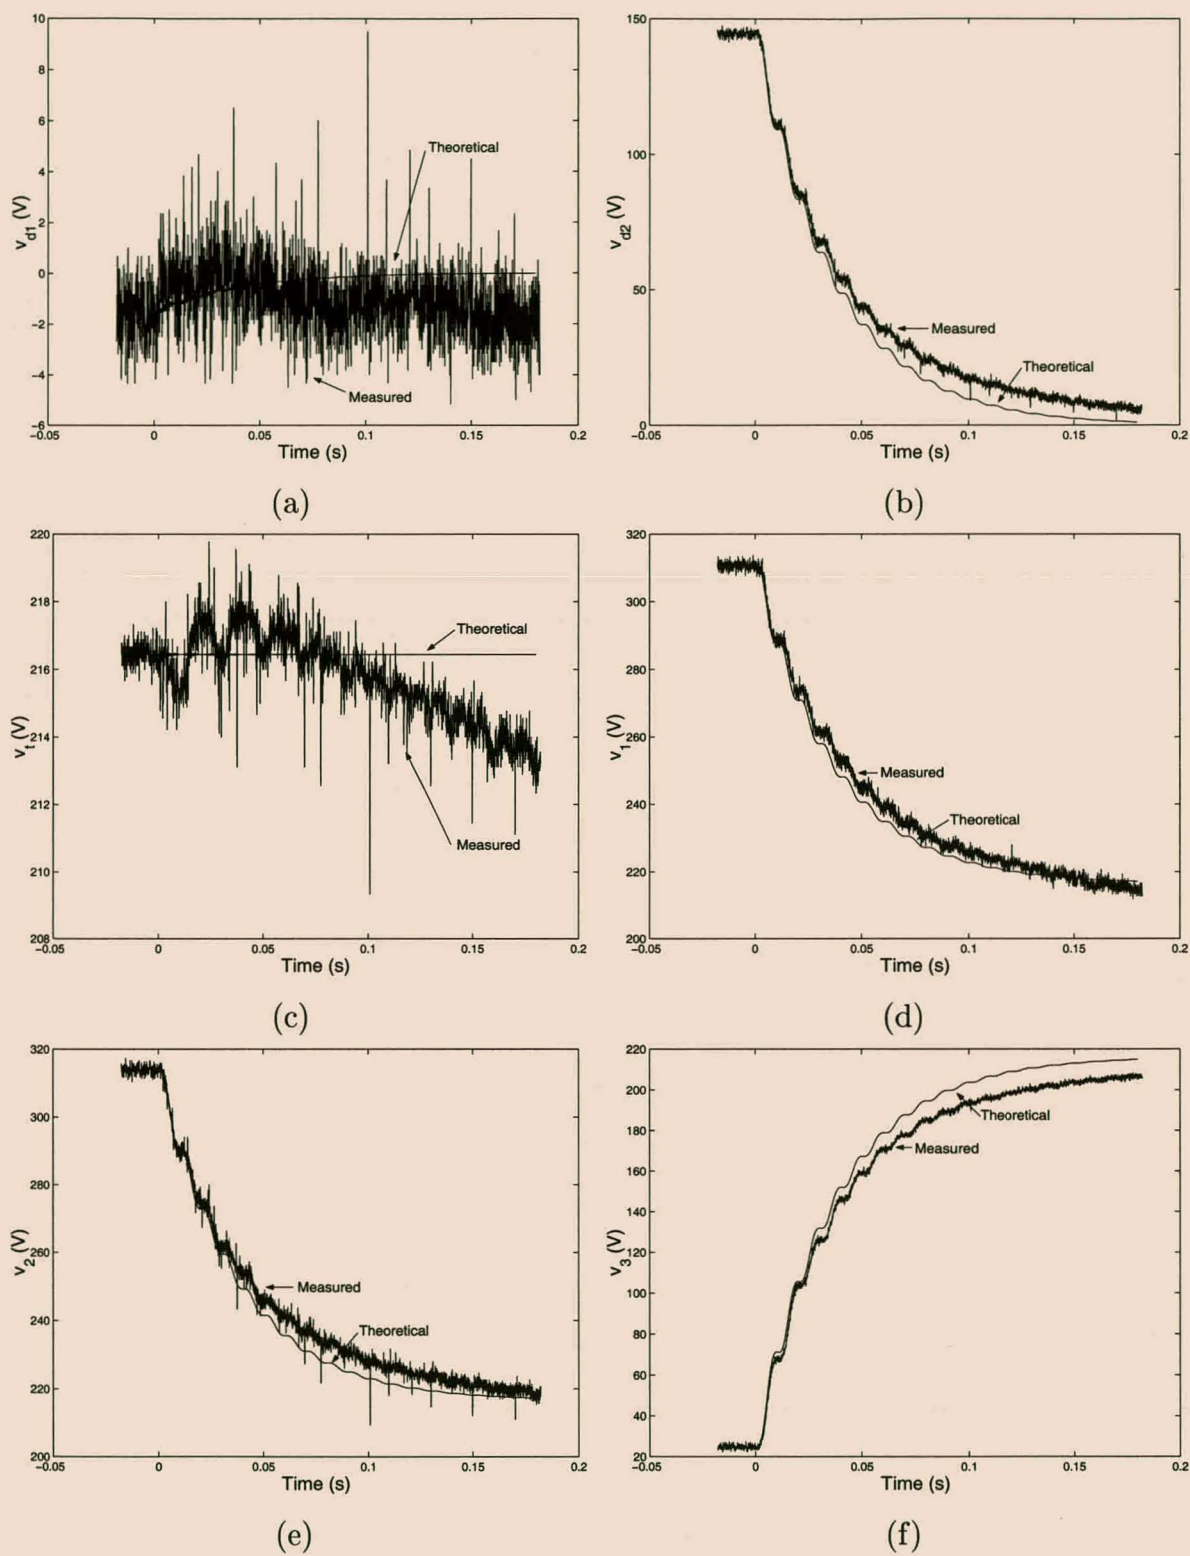 10
8
6
4
2
0
−2
−4
−6
v_d1 (V)
Theoretical
Measured
−0.05 0 0.05 0.1 0.15 0.2
Time (s)
(a)
150
100
50
0
v_d2 (V)
Measured
Theoretical
−0.05 0 0.05 0.1 0.15 0.2
Time (s)
(b)
220
218
216
214
212
210
208
v_t (V)
Theoretical
Measured
−0.05 0 0.05 0.1 0.15 0.2
Time (s)
(c)
320
300
280
260
240
220
200
v_1 (V)
Measured
Theoretical
−0.05 0 0.05 0.1 0.15 0.2
Time (s)
(d)
320
300
280
260
240
220
200
v_2 (V)
Measured
Theoretical
−0.05 0 0.05 0.1 0.15 0.2
Time (s)
(e)
220
200
180
160
140
120
100
80
60
40
20
v_3 (V)
Theoretical
Measured
−0.05 0 0.05 0.1 0.15 0.2
Time (s)
(f)